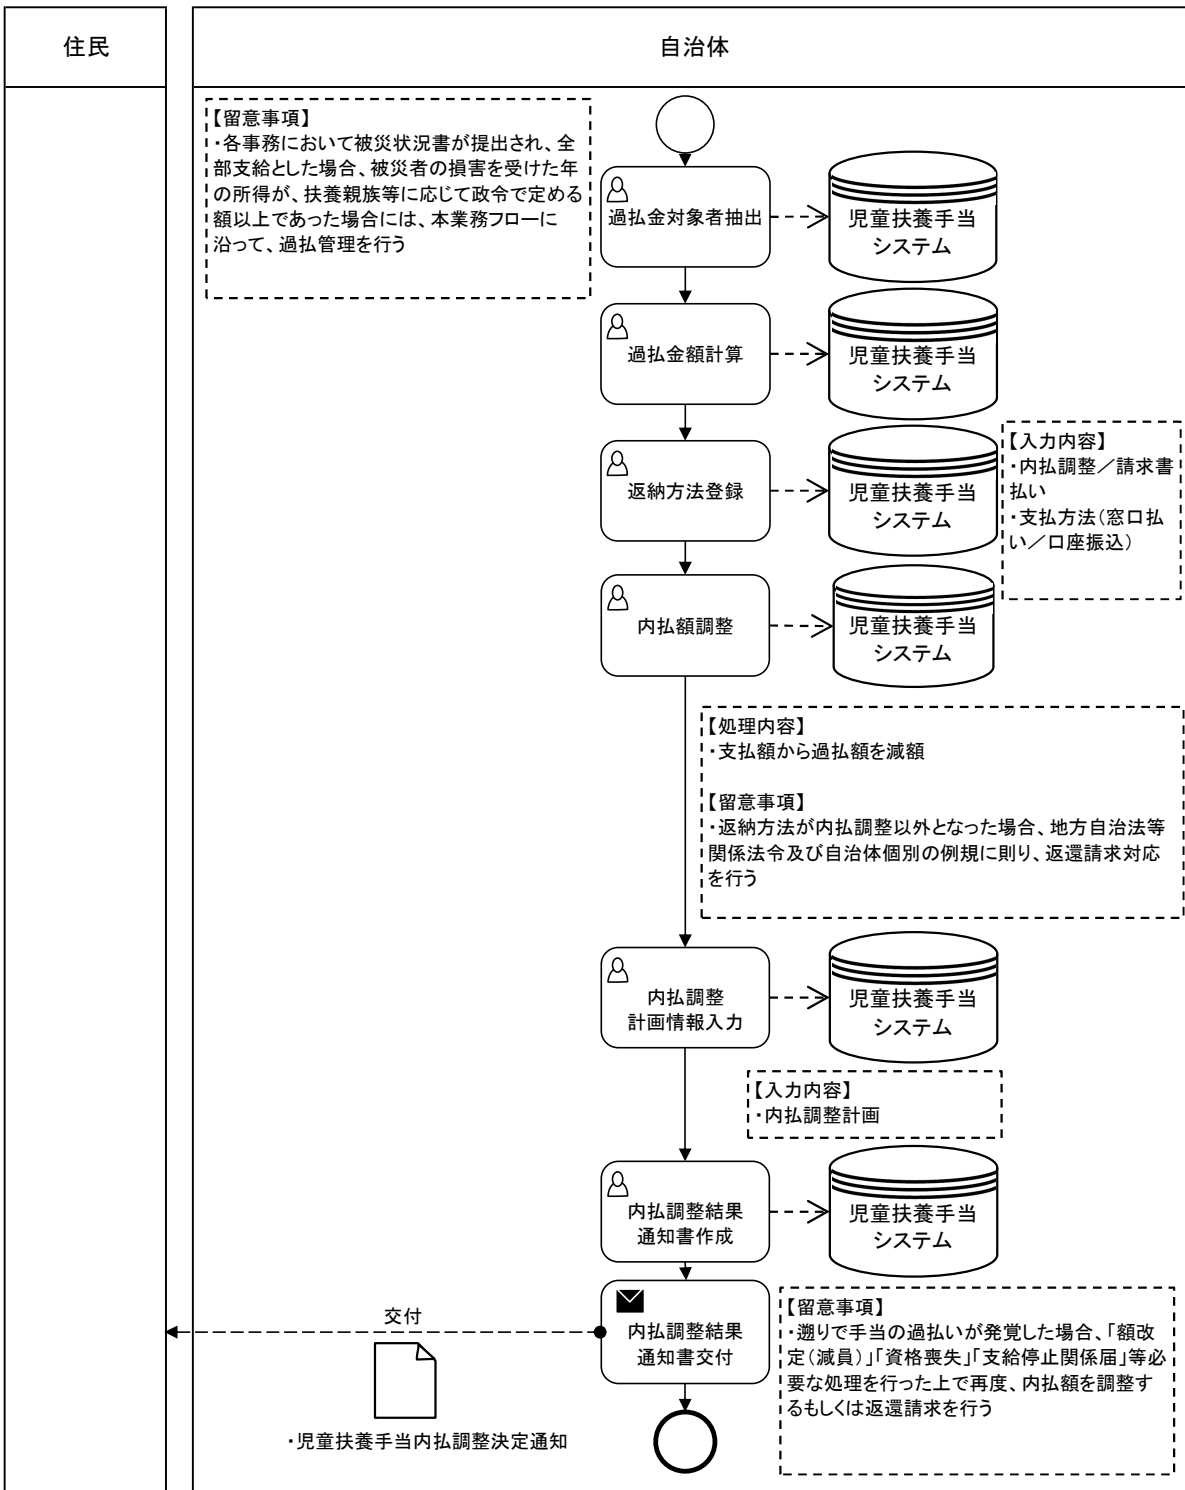 住民
自治体
【留意事項】
・各事務において被災状況書が提出され、全
部支給とした場合、被災者の損害を受けた年
の所得が、扶養親族等に応じて政令で定める
額以上であった場合には、本業務フローに
沿って、過払管理を行う
過払金対象者抽出
児童扶養手当
システム
過払金額計算
児童扶養手当
システム
返納方法登録
児童扶養手当
システム
【入力内容】
・内払調整／請求書
払い
・支払方法（窓口払
い／口座振込）
内払額調整
児童扶養手当
システム
【処理内容】
・支払額から過払額を減額
【留意事項】
・返納方法が内払調整以外となった場合、地方自治法等
関係法令及び自治体個別の例規に則り、返還請求対応
を行う
内払調整
計画情報入力
児童扶養手当
システム
【入力内容】
・内払調整計画
内払調整結果
通知書作成
児童扶養手当
システム
内払調整結果
通知書交付
交付
・児童扶養手当内払調整決定通知
【留意事項】
・遡りで手当の過払いが発覚した場合、「額改
定（減員）」「資格喪失」「支給停止関係届」等必
要な処理を行った上で再度、内払額を調整す
るもしくは返還請求を行う